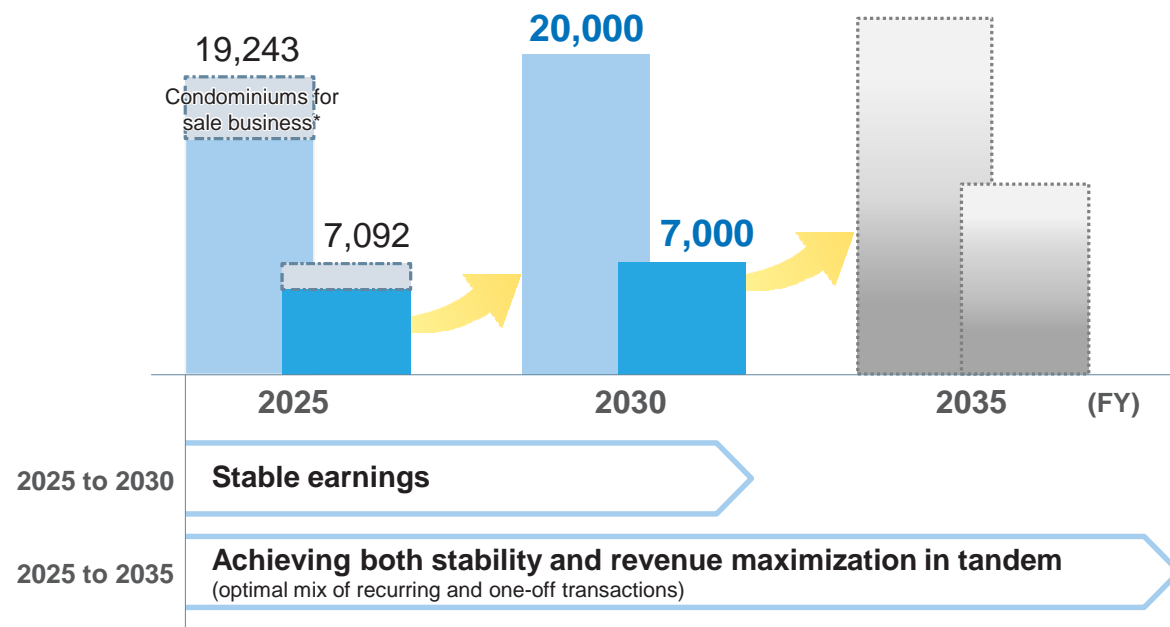 19,243
20,000
Condominiums for
sale business*
7,092
7,000
2025
2030
2035
(FY)
2025 to 2030
Stable earnings
2025 to 2035
Achieving both stability and revenue maximization in tandem
(optimal mix of recurring and one-off transactions)